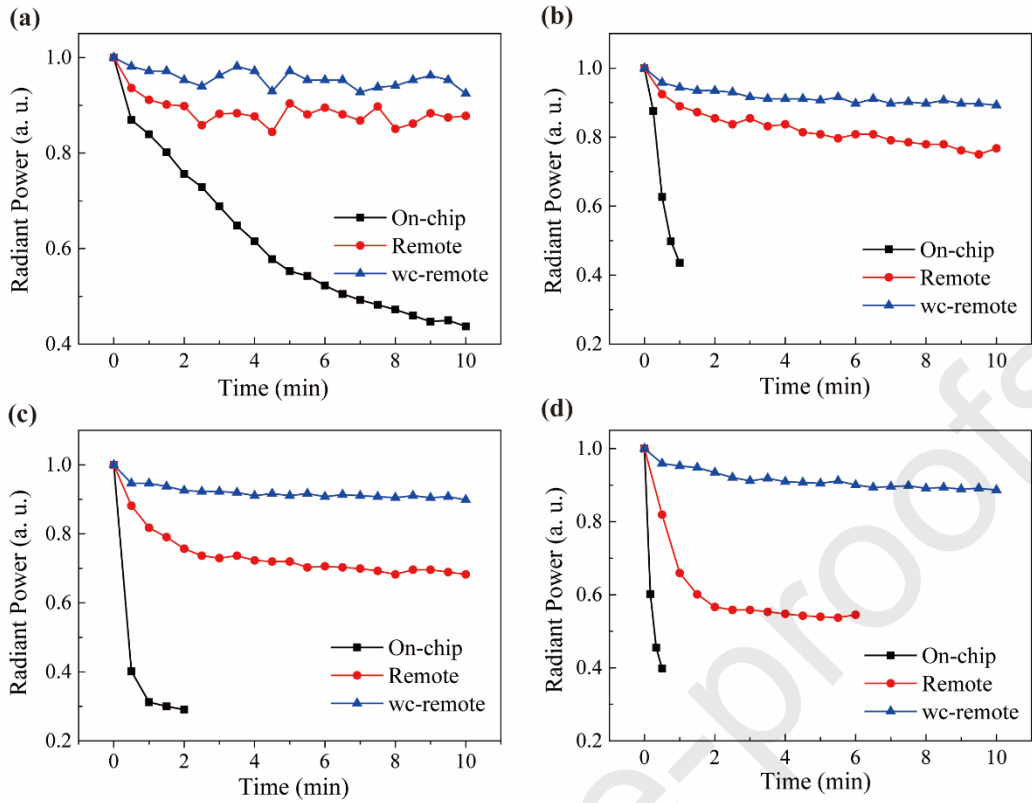 (a)
Radiant Power (a. u.)
1.0
0.8
0.6
0.4
On-chip
Remote
wc-remote
0 2 4 6 8 10
Time (min)
(b)
Radiant Power (a. u.)
1.0
0.8
0.6
0.4
0.2
On-chip
Remote
wc-remote
0 2 4 6 8 10
Time (min)
(c)
Radiant Power (a. u.)
1.0
0.8
0.6
0.4
0.2
On-chip
Remote
wc-remote
0 2 4 6 8 10
Time (min)
(d)
Radiant Power (a. u.)
1.0
0.8
0.6
0.4
0.2
On-chip
Remote
wc-remote
0 2 4 6 8 10
Time (min)
e-proofs